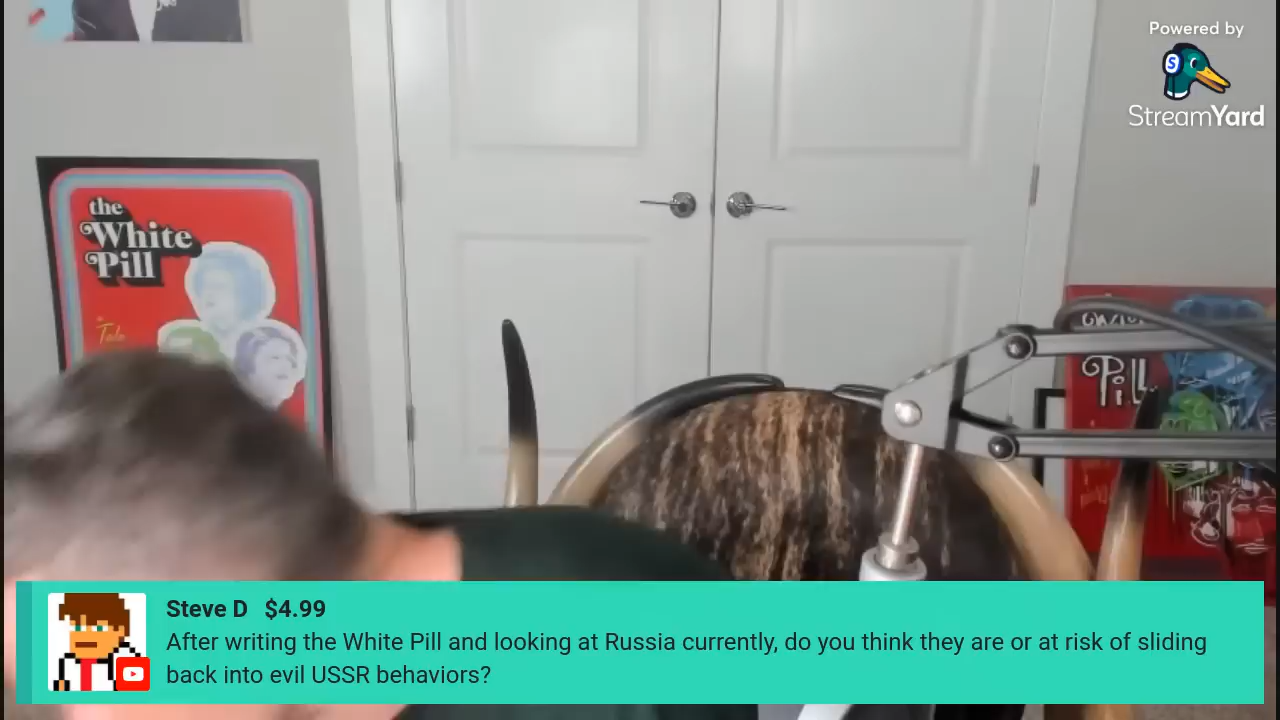 Powered by
StreamYard
the
White
Pill
Tale
Pill
Steve D $4.99
After writing the White Pill and looking at Russia currently, do you think they are or at risk of sliding
back into evil USSR behaviors?